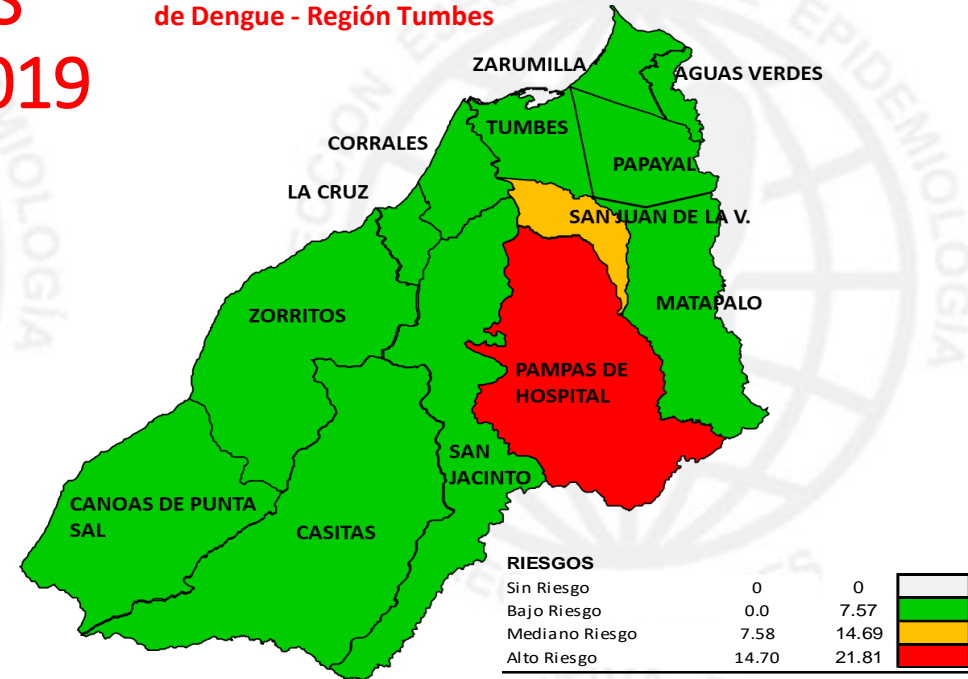 S
de Dengue - Región Tumbes
019
ZARUMILLA
AGUAS VERDES
TUMBES
CORRALES
PAPAYAL
LA CRUZ
SAN JUAN DE LA V.
MATAPALO
ZORRITOS
PAMPAS DE
HOSPITAL
SAN
JACINTO
CANOAS DE PUNTA
SAL
CASITAS
RIESGOS
Sin Riesgo 0 0
Bajo Riesgo 0.0 7.57
Mediano Riesgo 7.58 14.69
Alto Riesgo 14.70 21.81
EPIDEMIOLOGÍA
MIOLOGÍA